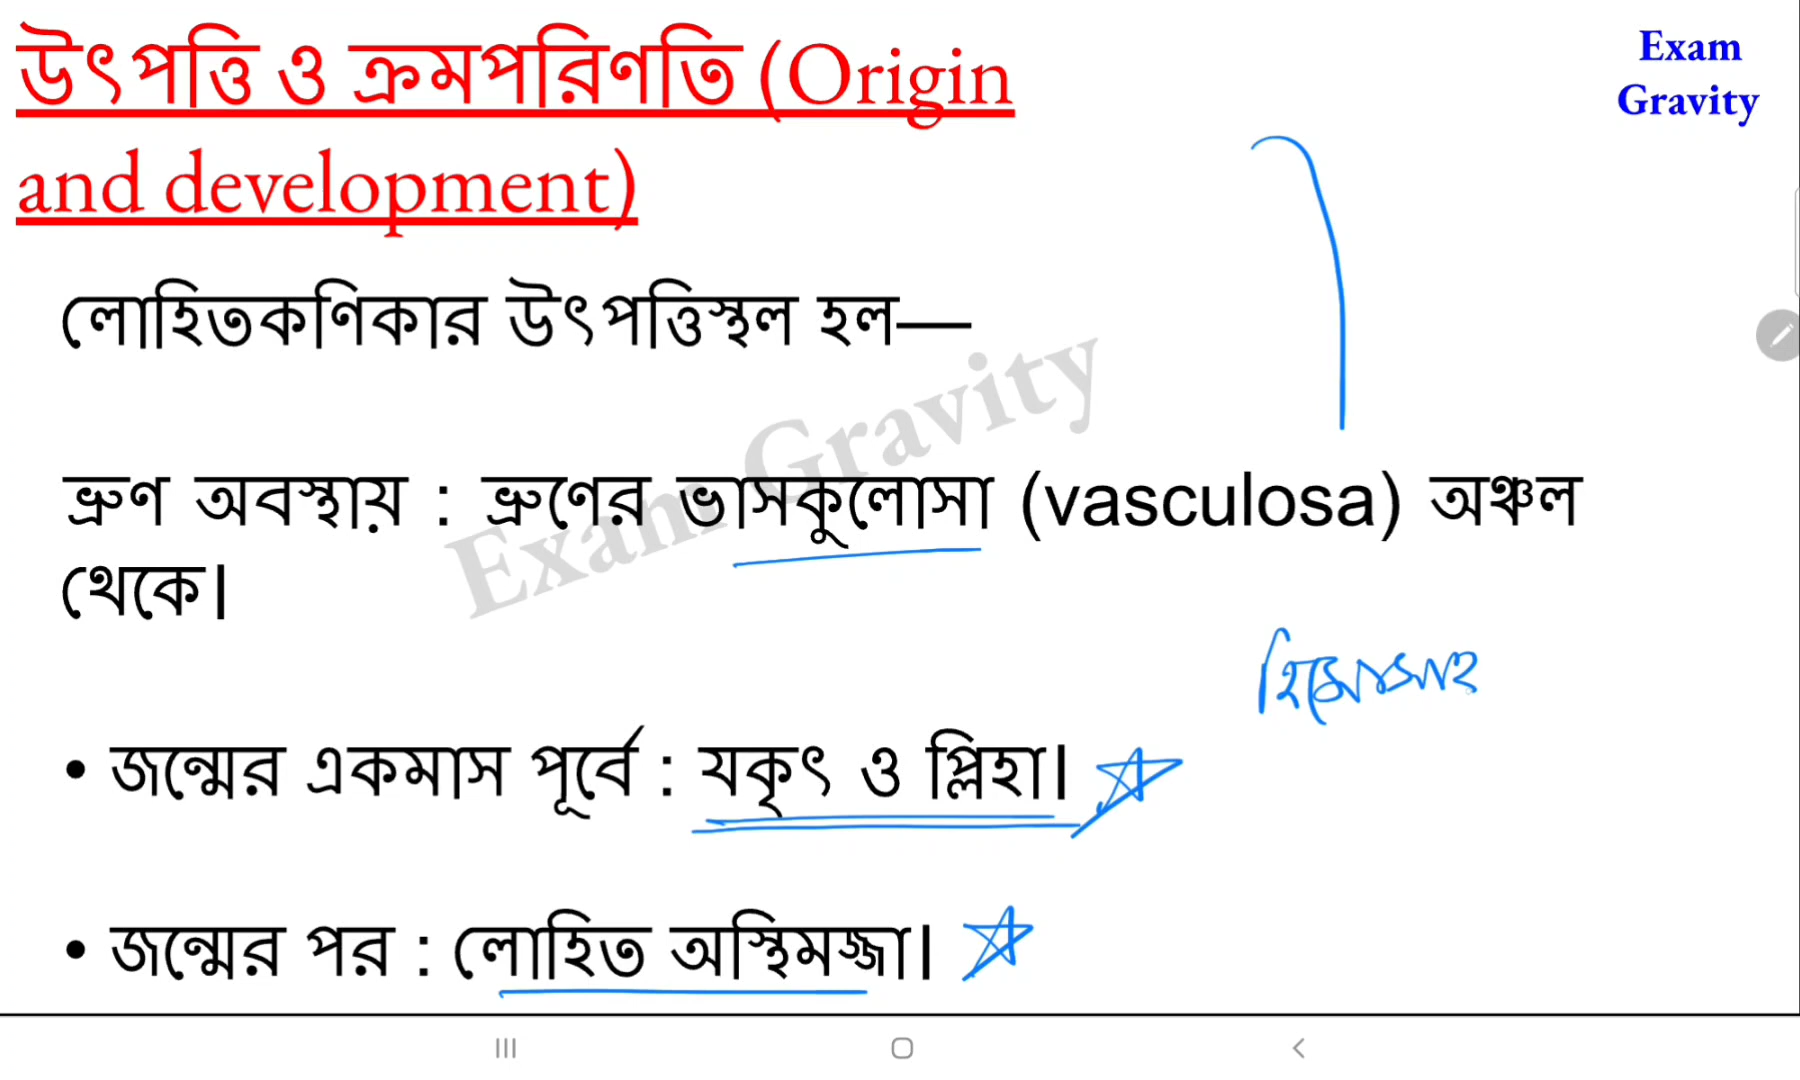 উৎপত্তি ও ক্রমপরিণতি (Origin
and development)
Exam
Gravity
লোহিতকণিকার উৎপত্তিস্থল হল—
ভ্রুণ অবস্থায় : ভ্রুণের ভাসকুলোসা (vasculosa) অঞ্চল
থেকে।
• জন্মের একমাস পূর্বে : যকৃৎ ও প্লিহা।
• জন্মের পর : লোহিত অস্থিমজ্জা।
Exam Gravity